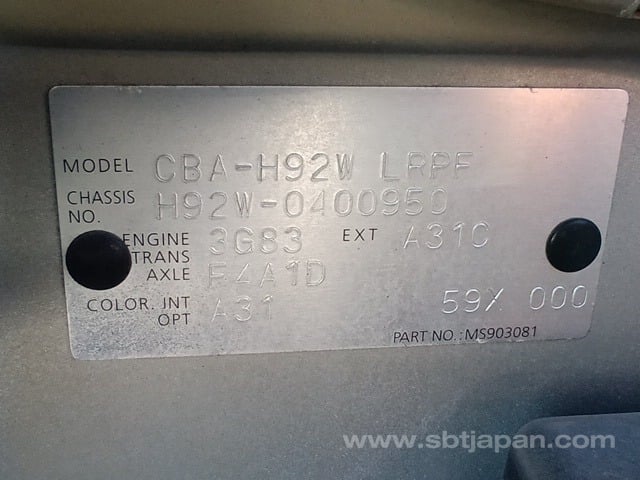 MODEL CBA-H92W LRPF
CHASSIS NO. H92W-0400950
ENGINE 3G83 EXT A31C
TRANS AXLE F4A1D
COLOR. INT A31 59X 000
OPT
PART NO.:MS903081
www.sbtjapan.com